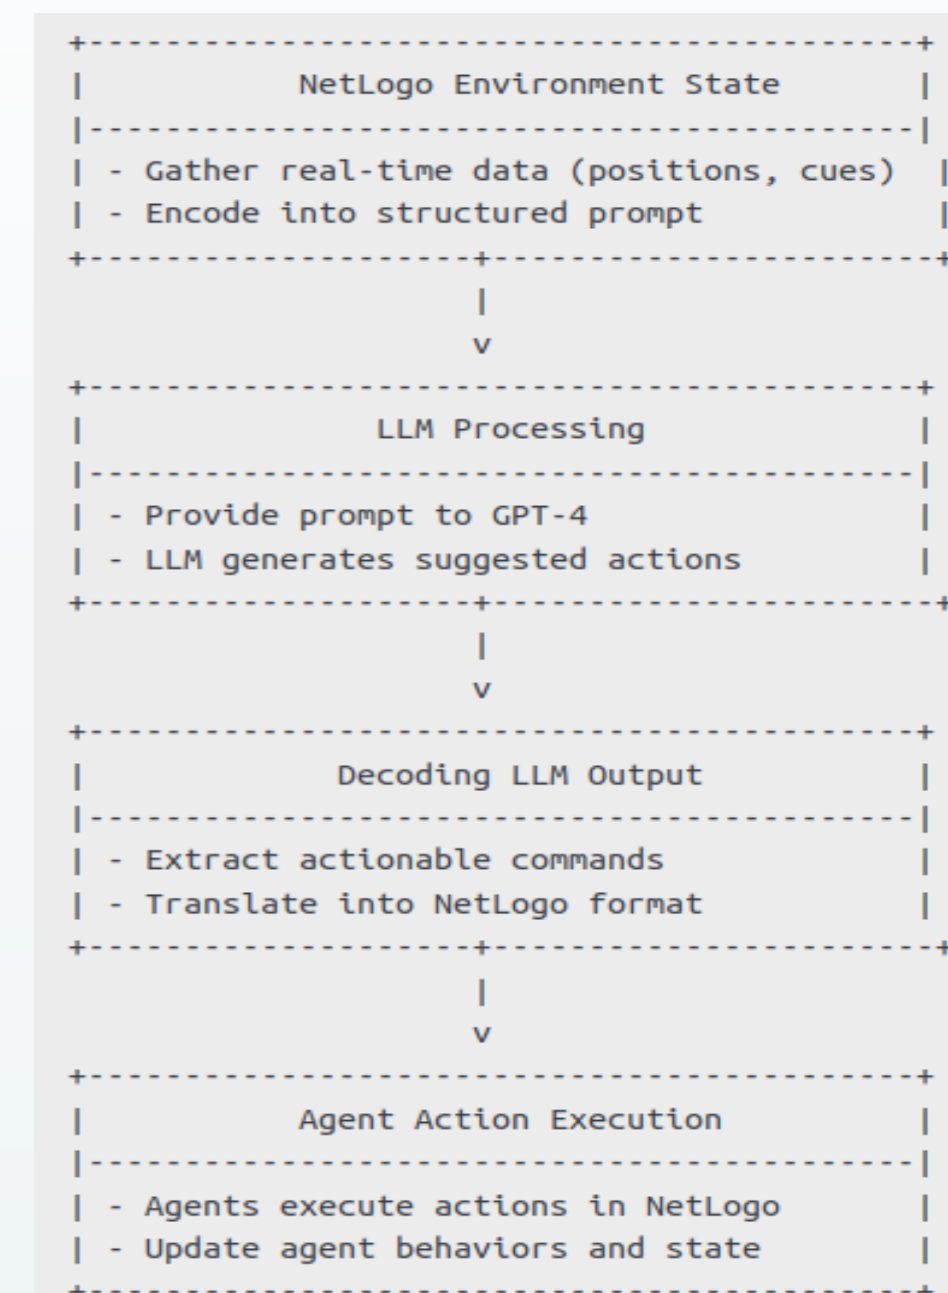 +-------------------------------------------+
|           NetLogo Environment State       |
|-------------------------------------------|
| - Gather real-time data (positions, cues)  |
| - Encode into structured prompt            |
+--------------------+-----------------------+
                     |
                     v
+-------------------------------------------+
|               LLM Processing              |
|-------------------------------------------|
| - Provide prompt to GPT-4                 |
| - LLM generates suggested actions         |
+--------------------+-----------------------+
                     |
                     v
+-------------------------------------------+
|             Decoding LLM Output           |
|-------------------------------------------|
| - Extract actionable commands             |
| - Translate into NetLogo format           |
+--------------------+-----------------------+
                     |
                     v
+-------------------------------------------+
|           Agent Action Execution          |
|-------------------------------------------|
| - Agents execute actions in NetLogo       |
| - Update agent behaviors and state        |
+-------------------------------------------+